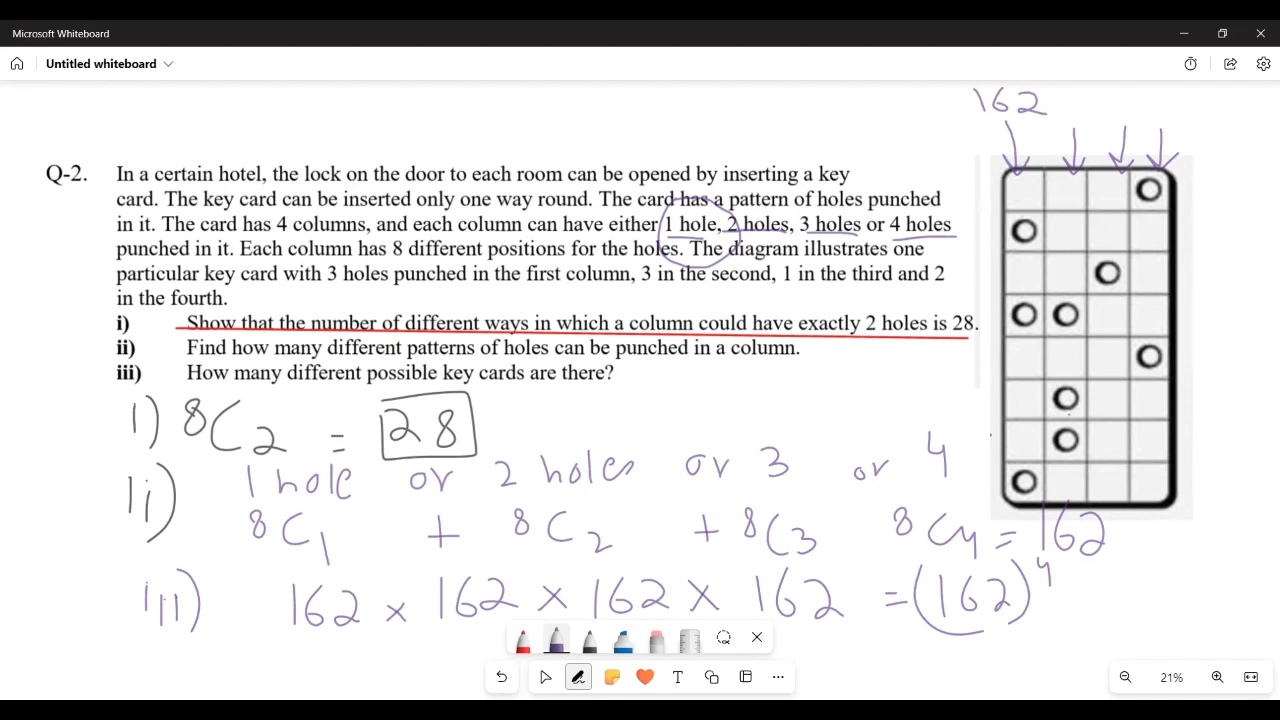 Microsoft Whiteboard
Untitled whiteboard
162
Q-2. In a certain hotel, the lock on the door to each room can be opened by inserting a key
card. The key card can be inserted only one way round. The card has a pattern of holes punched
in it. The card has 4 columns, and each column can have either 1 hole, 2 holes, 3 holes or 4 holes
punched in it. Each column has 8 different positions for the holes. The diagram illustrates one
particular key card with 3 holes punched in the first column, 3 in the second, 1 in the third and 2
in the fourth.
i) Show that the number of different ways in which a column could have exactly 2 holes is 28.
ii) Find how many different patterns of holes can be punched in a column.
iii) How many different possible key cards are there?
i) 8C2 = 28
ii) 1 hole or 2 holes or 3 or 4
8C1 + 8C2 + 8C3 8C4 = 162
iii) 162 × 162 × 162 × 162 = (162)^4
T
21%